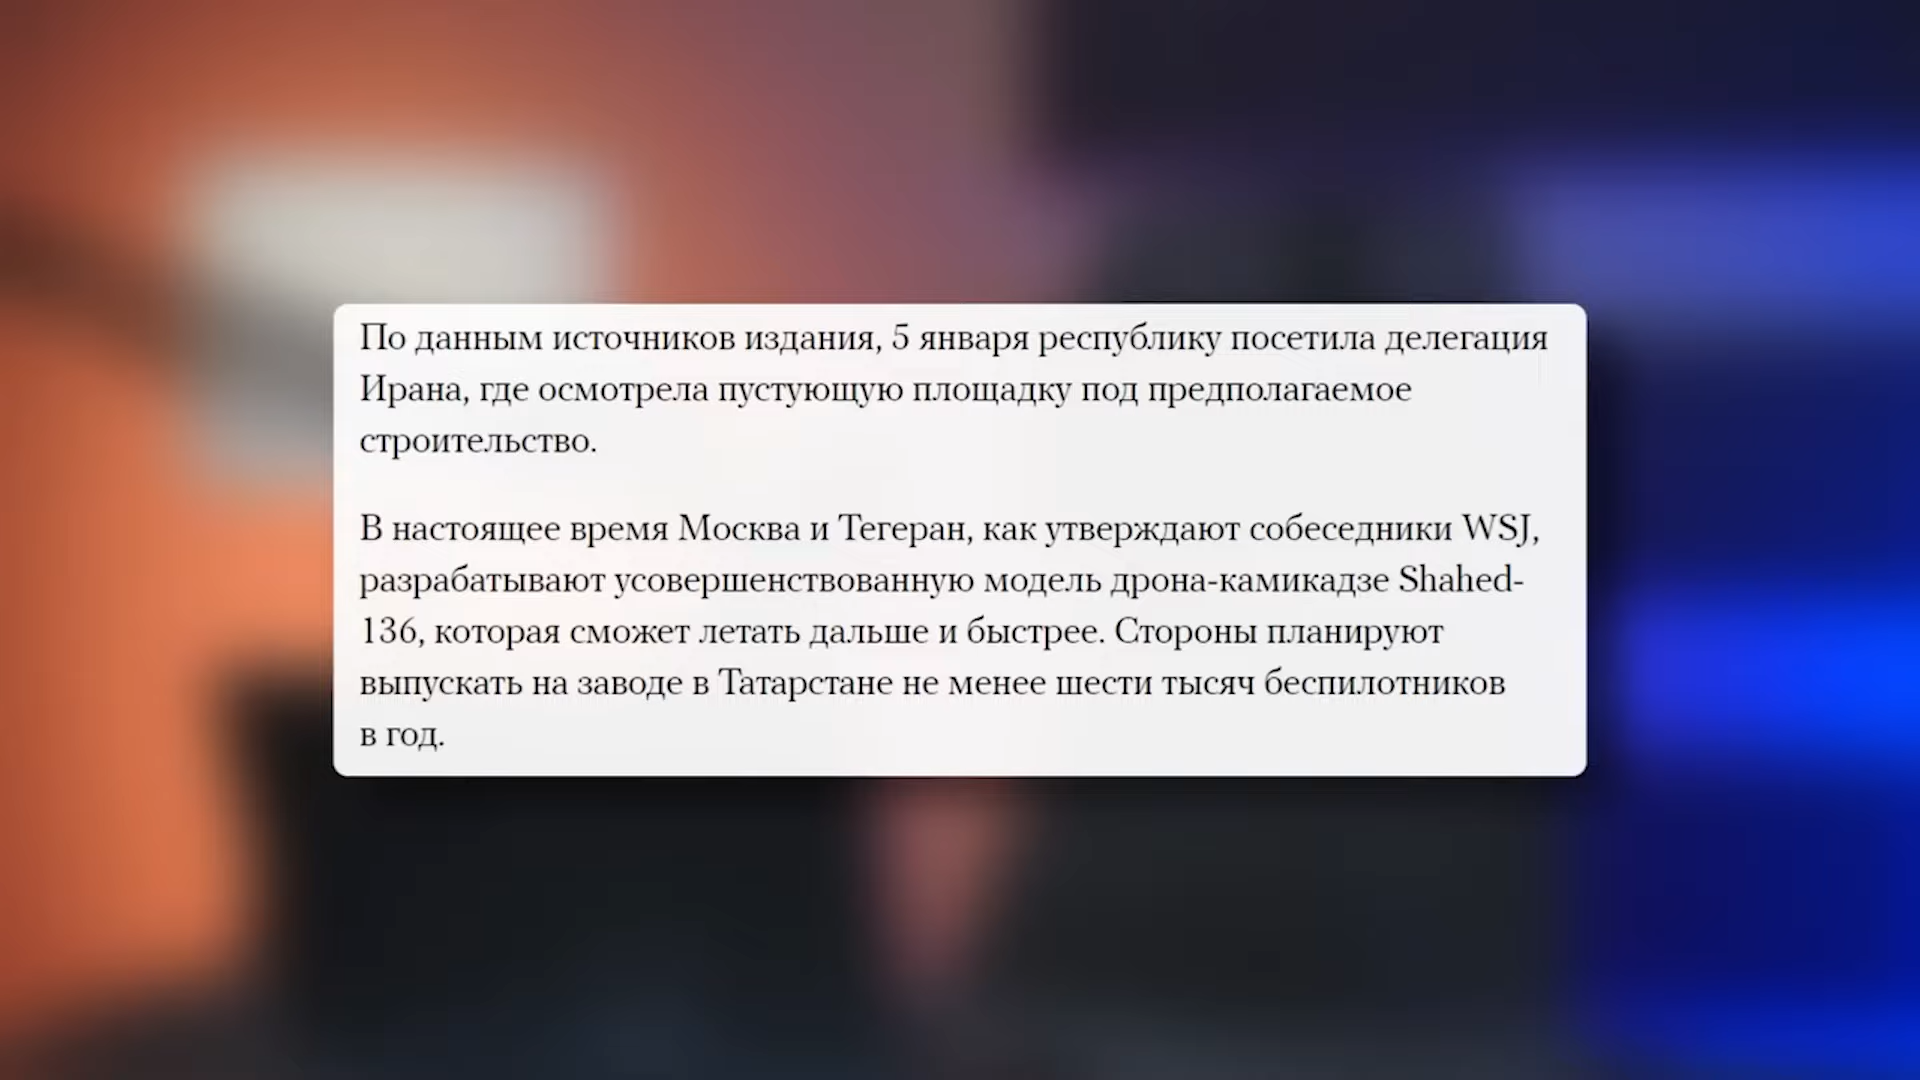 По данным источников издания, 5 января республику посетила делегация
Ирана, где осмотрела пустующую площадку под предполагаемое
строительство.
В настоящее время Москва и Тегеран, как утверждают собеседники WSJ,
разрабатывают усовершенствованную модель дрона-камикадзе Shahed-
136, которая сможет летать дальше и быстрее. Стороны планируют
выпускать на заводе в Татарстане не менее шести тысяч беспилотников
в год.